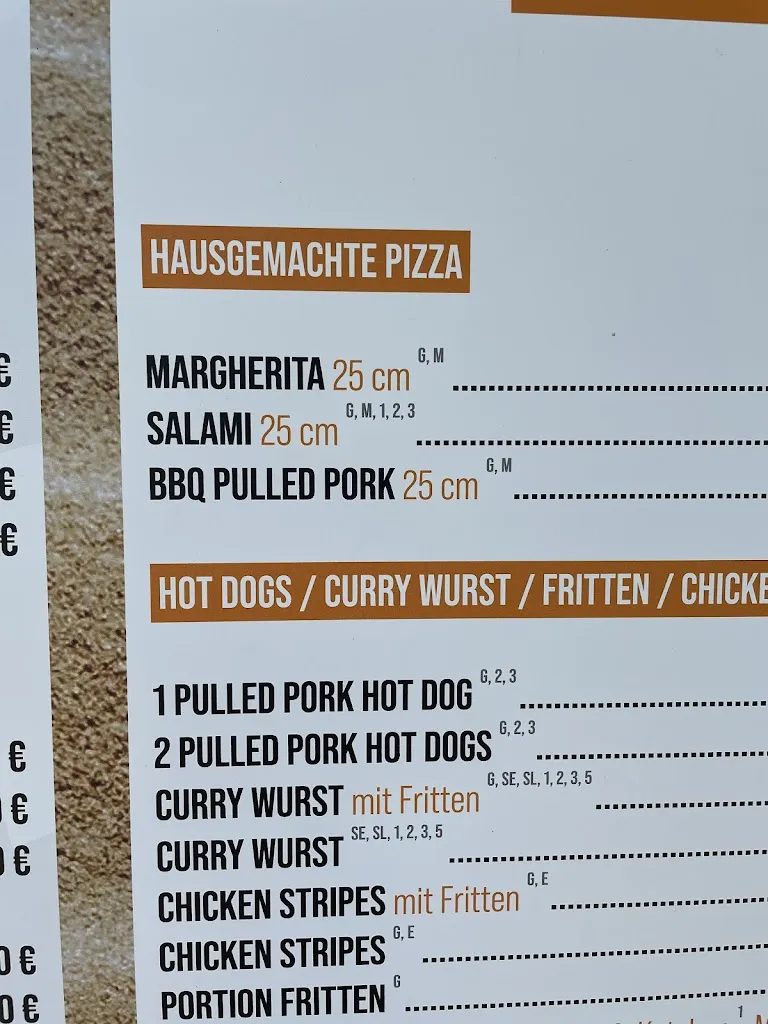 HAUSGEMACHTE PIZZA
MARGHERITA 25 cm G, M ........................
SALAMI 25 cm G, M, 1, 2, 3 ........................
BBQ PULLED PORK 25 cm G, M ........................
HOT DOGS / CURRY WURST / FRITTEN / CHICKE
1 PULLED PORK HOT DOG G, 2, 3 ........................
2 PULLED PORK HOT DOGS G, 2, 3 ........................
CURRY WURST mit Fritten G, SE, SL, 1, 2, 3, 5 ........................
CURRY WURST SE, SL, 1, 2, 3, 5 ........................
CHICKEN STRIPES mit Fritten G, E ........................
CHICKEN STRIPES G, E ........................
PORTION FRITTEN G ........................
€
€
€
€
€
€
0 €
0 €
0 €